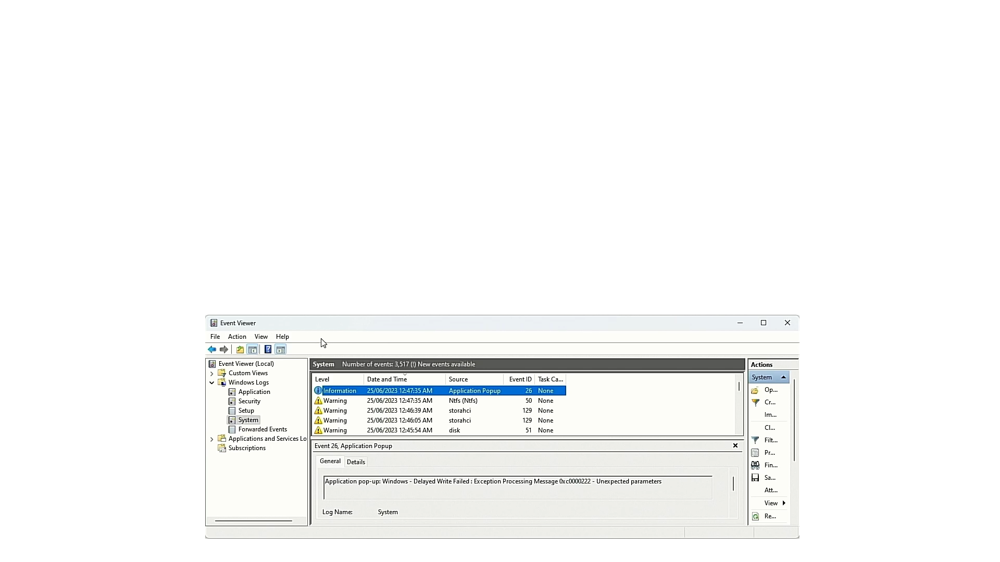 Event Viewer
File Action View Help
Event Viewer (Local)
Custom Views
Windows Logs
Application
Security
Setup
System
Forwarded Events
Applications and Services Lo
Subscriptions
System Number of events: 3,517 (!) New events available
Level Date and Time Source Event ID Task Ca...
Information 25/06/2023 12:47:35 AM Application Popup 26 None
Warning 25/06/2023 12:47:35 AM Ntfs (Ntfs) 50 None
Warning 25/06/2023 12:46:39 AM storahci 129 None
Warning 25/06/2023 12:46:05 AM storahci 129 None
Warning 25/06/2023 12:45:54 AM disk 51 None
Event 26, Application Popup
General Details
Application pop-up: Windows - Delayed Write Failed : Exception Processing Message 0xc0000222 - Unexpected parameters
Log Name: System
Actions
System
Op...
Cr...
Im...
Cl...
Filt...
Pr...
Fin...
Sa...
Att...
View
Re...